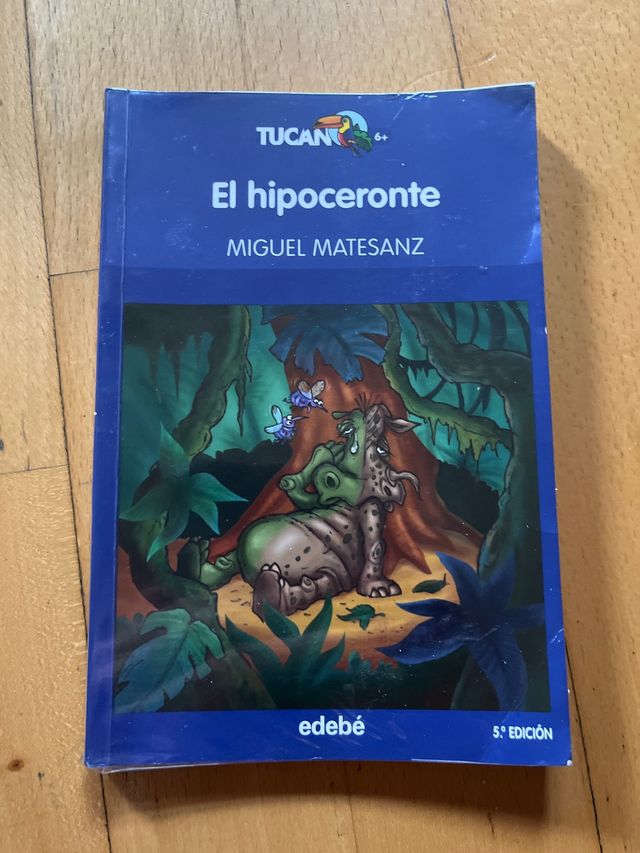 TUCAN 6+
El hipoceronte
MIGUEL MATESANZ
edebé
5.ª EDICIÓN